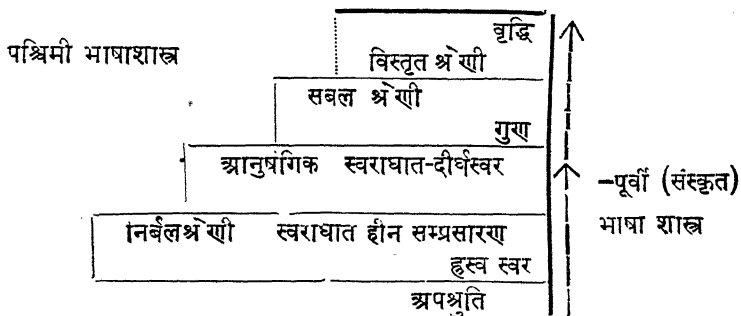 वृद्धि
पश्चिमी भाषाशास्त्र
विस्तृत श्रेणी
सबल श्रेणी
गुण
आनुषंगिक स्वराघात-दीर्घस्वर
-पूर्वी (संस्कृत)
भाषा शास्त्र
निर्बलश्रेणी स्वराघात हीन सम्प्रसारण
ह्रस्व स्वर
अपश्रुति